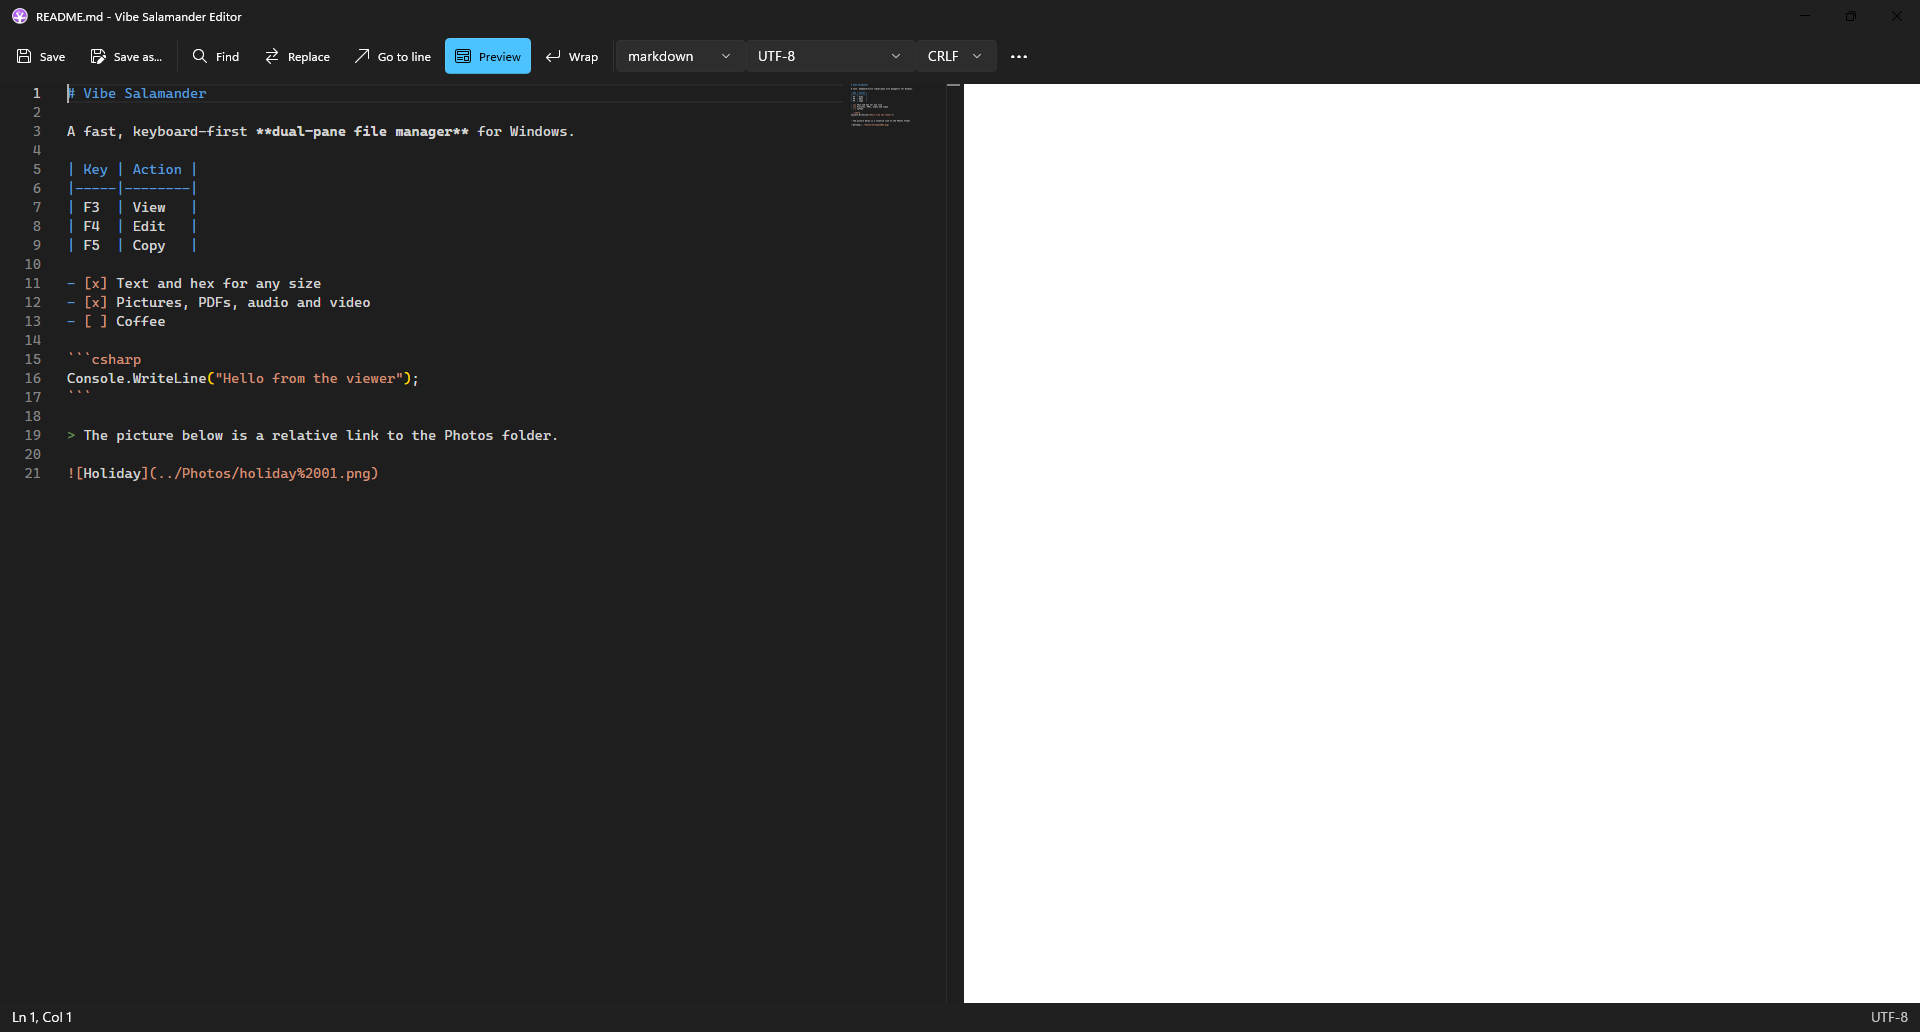 README.md - Vibe Salamander Editor
Save Save as... Find Replace Go to line Preview Wrap markdown UTF-8 CRLF
1 # Vibe Salamander
2
3 A fast, keyboard-first **dual-pane file manager** for Windows.
4
5 | Key | Action |
6 |-----|--------|
7 | F3  | View   |
8 | F4  | Edit   |
9 | F5  | Copy   |
10
11 - [x] Text and hex for any size
12 - [x] Pictures, PDFs, audio and video
13 - [ ] Coffee
14
15 ```csharp
16 Console.WriteLine("Hello from the viewer");
17 ```
18
19 > The picture below is a relative link to the Photos folder.
20
21 ![Holiday](../Photos/holiday%2001.png)
Ln 1, Col 1 UTF-8